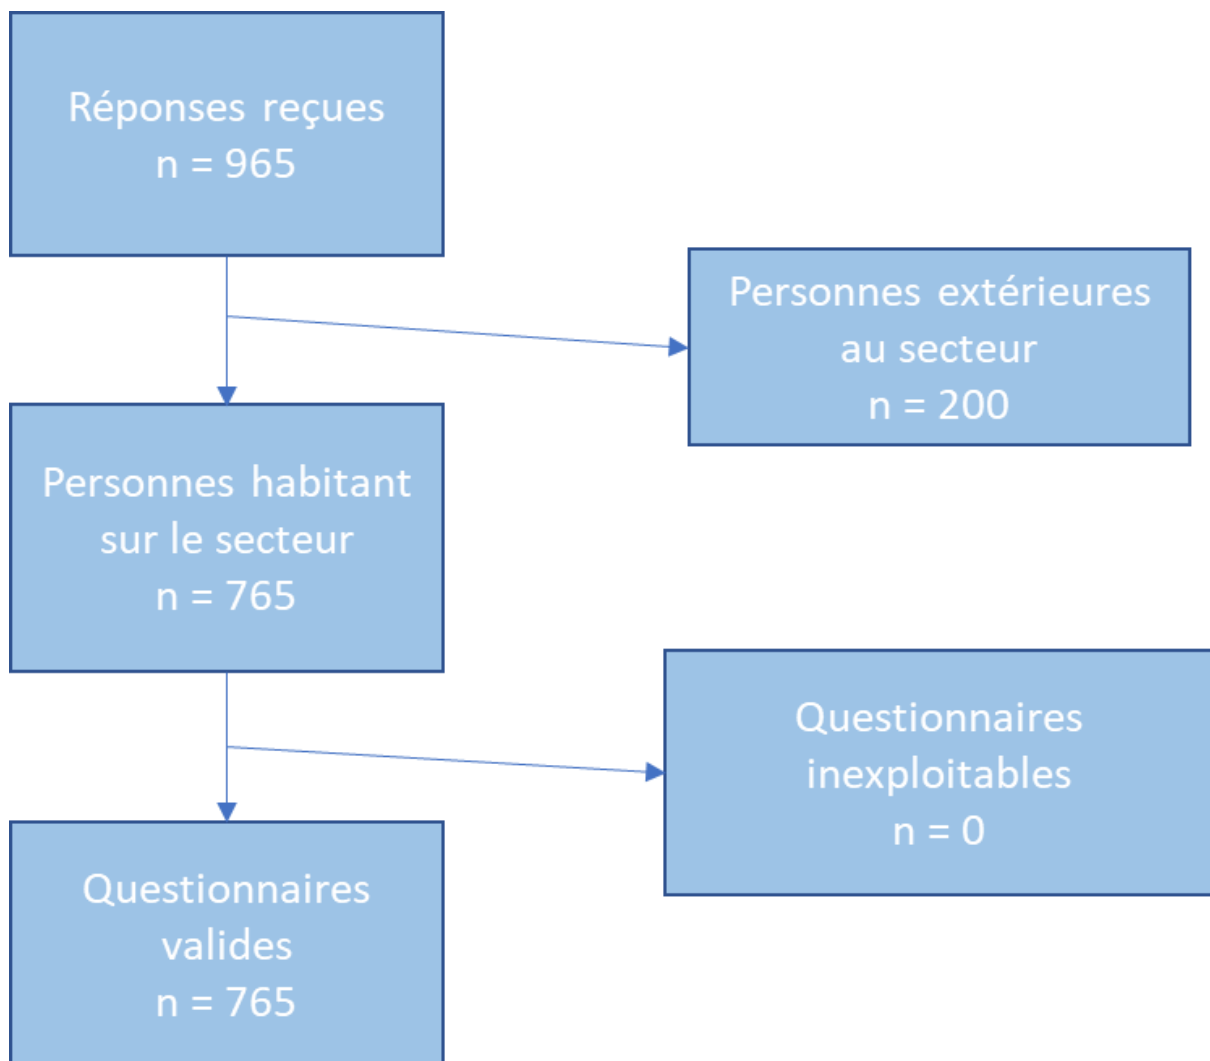 Réponses reçues
n = 965
Personnes extérieures
au secteur
n = 200
Personnes habitant
sur le secteur
n = 765
Questionnaires
inexploitables
n = 0
Questionnaires
valides
n = 765